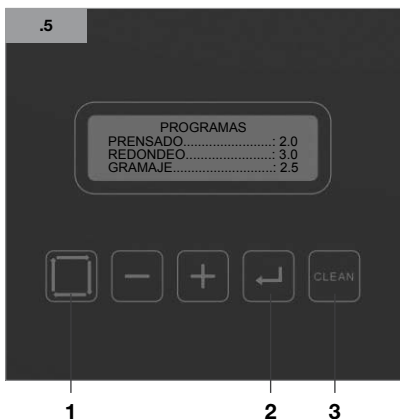 .5
PROGRAMAS
PRENSADO.......................: 2.0
REDONDEO.......................: 3.0
GRAMAJE...........................: 2.5
CLEAN
1 2 3